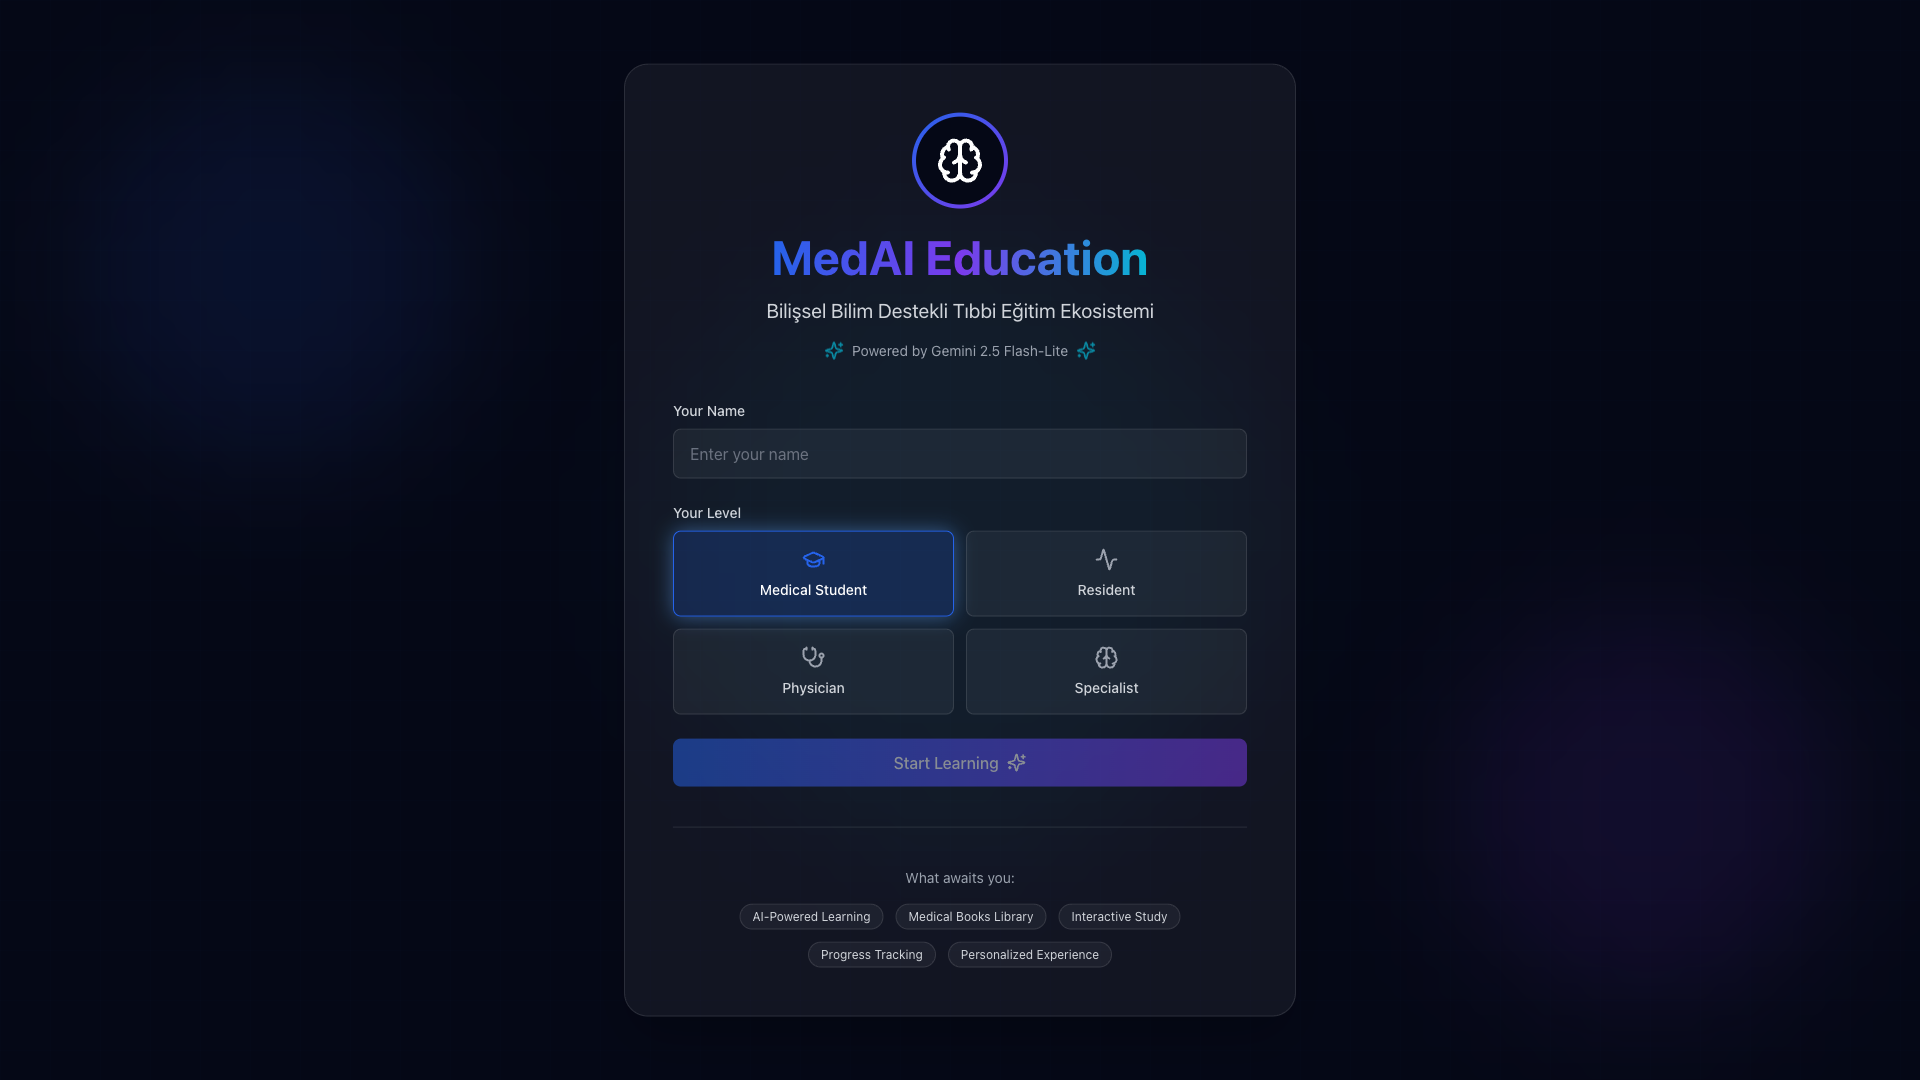 MedAI Education
Bilişsel Bilim Destekli Tıbbi Eğitim Ekosistemi
Powered by Gemini 2.5 Flash-Lite
Your Name
Enter your name
Your Level
Medical Student
Resident
Physician
Specialist
Start Learning
What awaits you:
AI-Powered Learning
Medical Books Library
Interactive Study
Progress Tracking
Personalized Experience